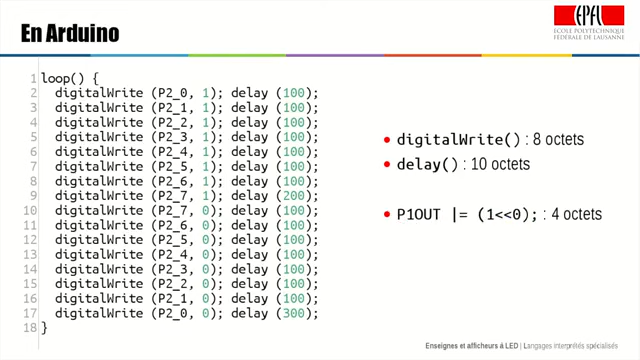 En Arduino
EPFL
ECOLE POLYTECHNIQUE
FÉDÉRALE DE LAUSANNE
1 loop() {
2 digitalWrite (P2_0, 1); delay (100);
3 digitalWrite (P2_1, 1); delay (100);
4 digitalWrite (P2_2, 1); delay (100);
5 digitalWrite (P2_3, 1); delay (100);
6 digitalWrite (P2_4, 1); delay (100);
7 digitalWrite (P2_5, 1); delay (100);
8 digitalWrite (P2_6, 1); delay (100);
9 digitalWrite (P2_7, 1); delay (200);
10 digitalWrite (P2_7, 0); delay (100);
11 digitalWrite (P2_6, 0); delay (100);
12 digitalWrite (P2_5, 0); delay (100);
13 digitalWrite (P2_4, 0); delay (100);
14 digitalWrite (P2_3, 0); delay (100);
15 digitalWrite (P2_2, 0); delay (100);
16 digitalWrite (P2_1, 0); delay (100);
17 digitalWrite (P2_0, 0); delay (300);
18 }
• digitalWrite() : 8 octets
• delay() : 10 octets
• P1OUT |= (1<<0); : 4 octets
Enseignes et afficheurs à LED | Langages interprétés spécialisés